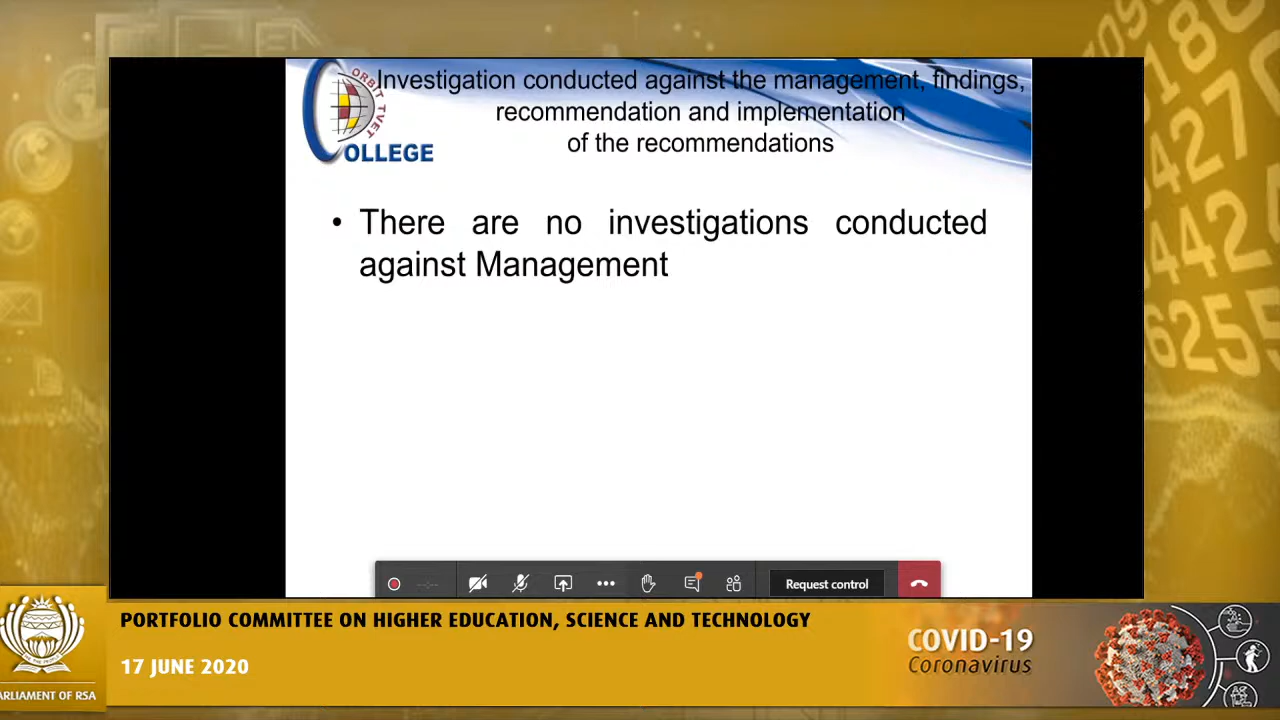 Investigation conducted against the management, findings,
recommendation and implementation
of the recommendations
ORBIT TVET
COLLEGE
• There are no investigations conducted
against Management
Request control
PORTFOLIO COMMITTEE ON HIGHER EDUCATION, SCIENCE AND TECHNOLOGY
17 JUNE 2020
COVID-19
Coronavirus
ARLIAMENT OF RSA